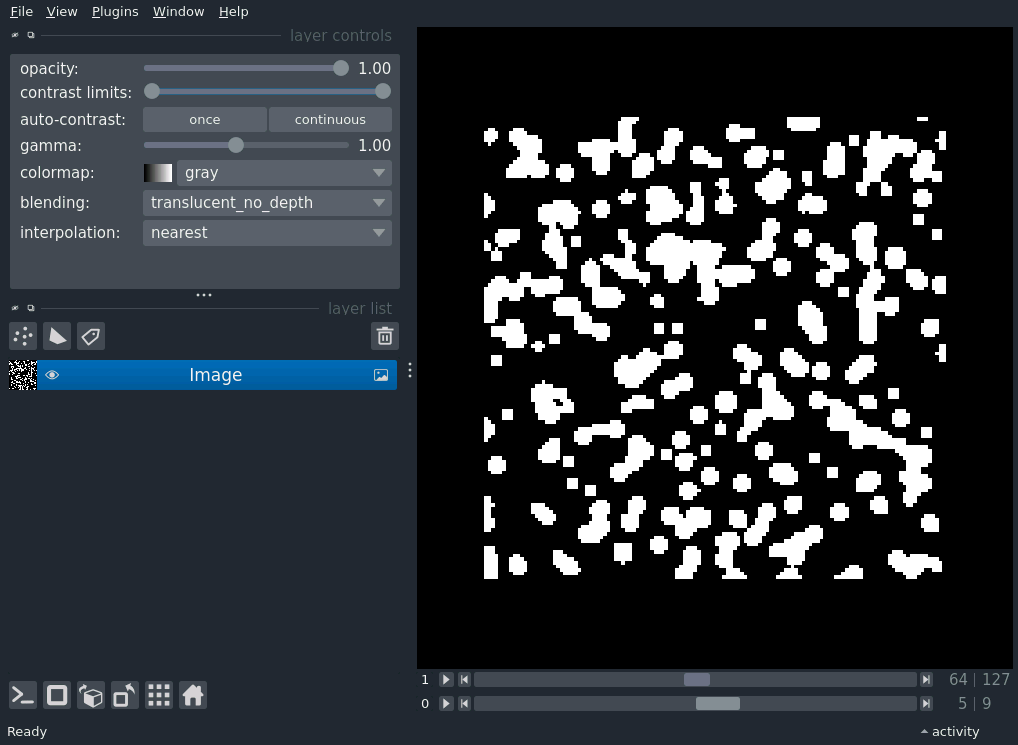 File View Plugins Window Help
layer controls
opacity: 1.00
contrast limits:
auto-contrast: once continuous
gamma: 1.00
colormap: gray
blending: translucent_no_depth
interpolation: nearest
layer list
Image
1 64 | 127
0 5 | 9
Ready activity